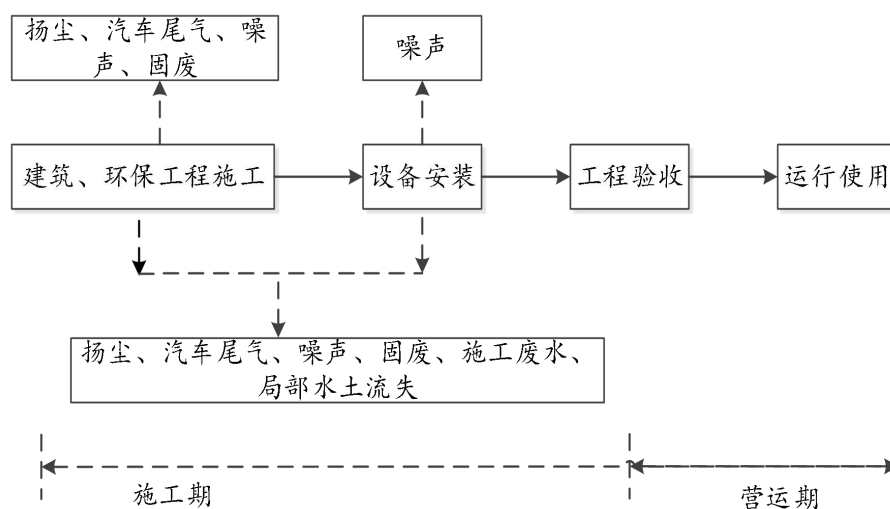 扬尘、汽车尾气、噪
声、固废
噪声
建筑、环保工程施工
设备安装
工程验收
运行使用
扬尘、汽车尾气、噪声、固废、施工废水、
局部水土流失
施工期
营运期